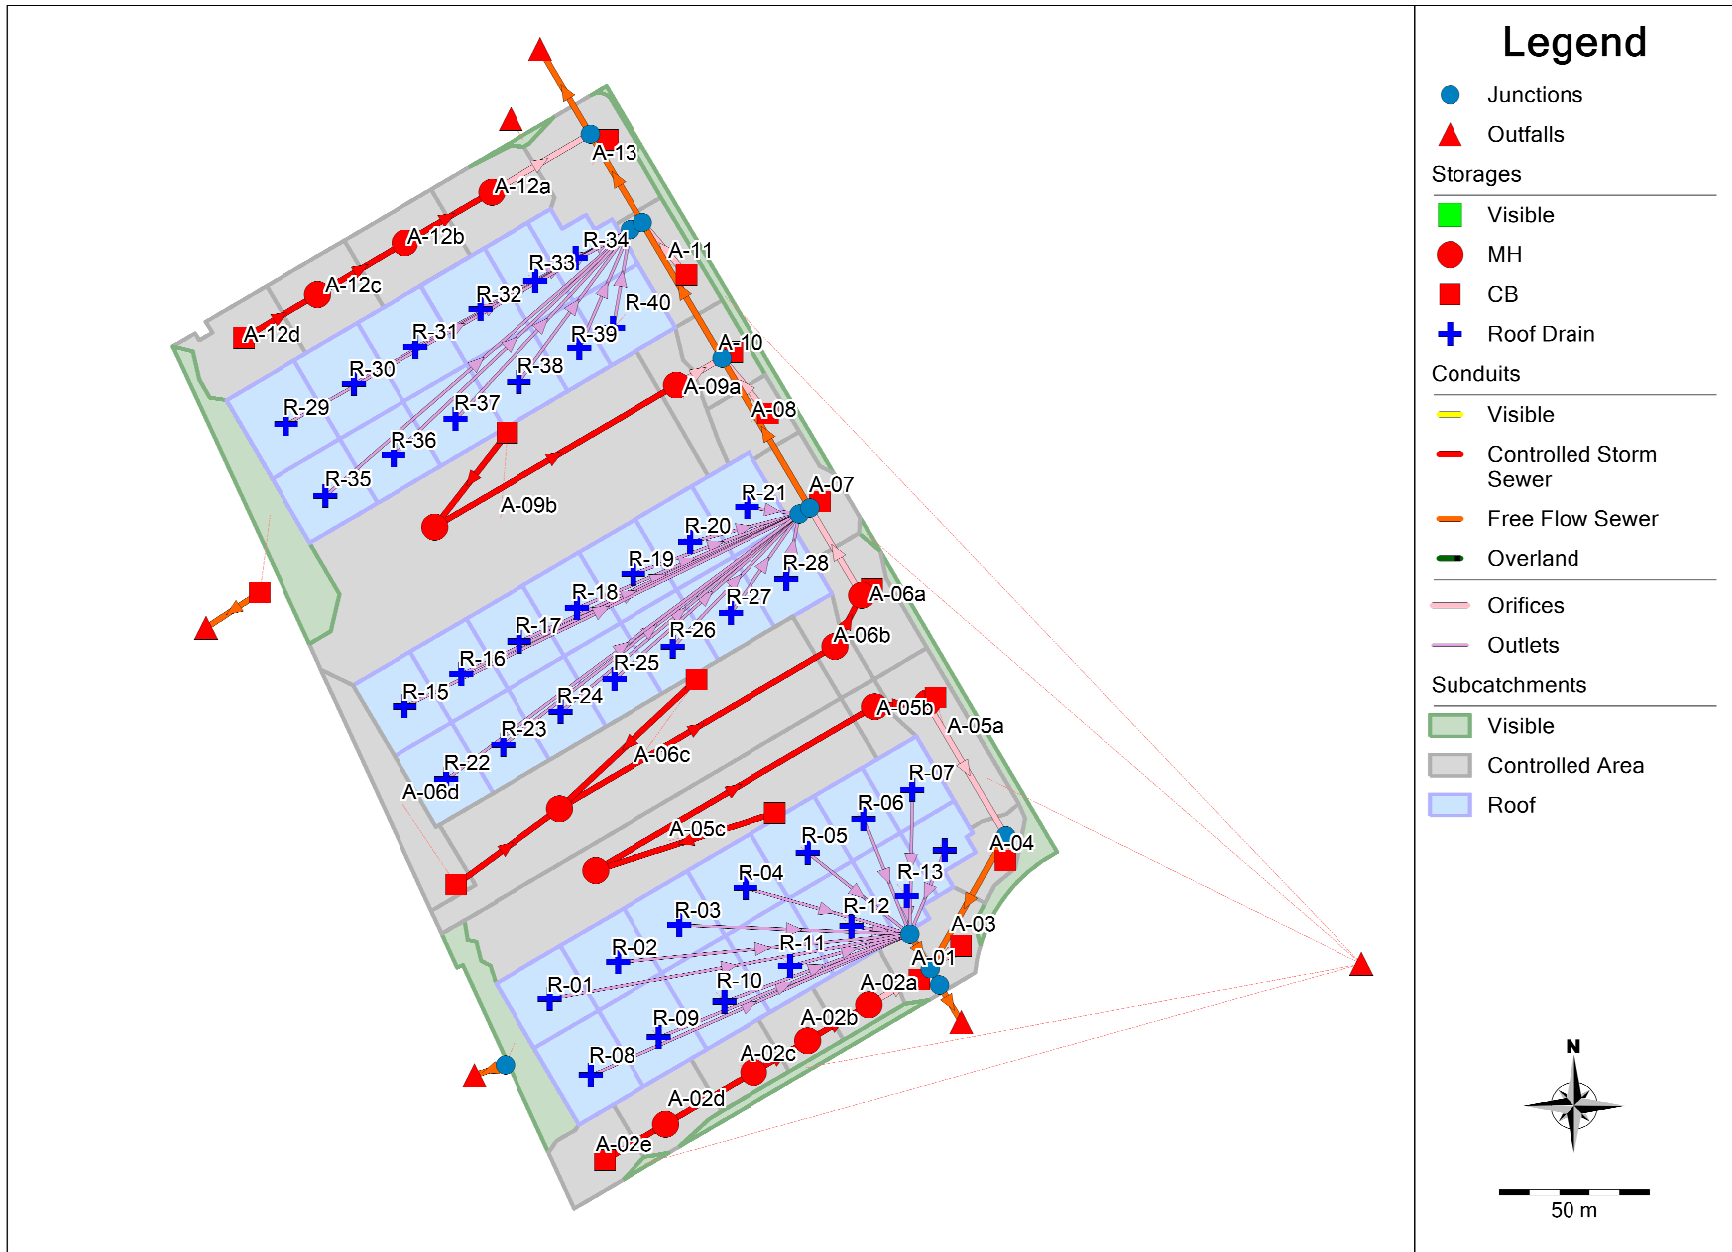 Legend
Junctions
Outfalls
Storages
Visible
MH
CB
Roof Drain
Conduits
Visible
Controlled Storm
Sewer
Free Flow Sewer
Overland
Orifices
Outlets
Subcatchments
Visible
Controlled Area
Roof
N
50 m
A-13
A-12a
A-12b
A-12c
A-12d
A-11
R-34
R-33
R-32
R-31
R-30
R-29
R-40
R-39
R-38
R-37
R-36
R-35
A-10
A-09a
A-08
A-09b
A-07
R-21
R-20
R-19
R-18
R-17
R-16
R-15
R-28
R-27
R-26
R-25
R-24
R-23
R-22
A-06a
A-06b
A-06c
A-06d
A-05b
A-05a
A-05c
R-07
R-06
R-05
R-04
R-03
R-02
R-01
R-13
R-12
R-11
R-10
R-09
R-08
A-04
A-03
A-01
A-02a
A-02b
A-02c
A-02d
A-02e